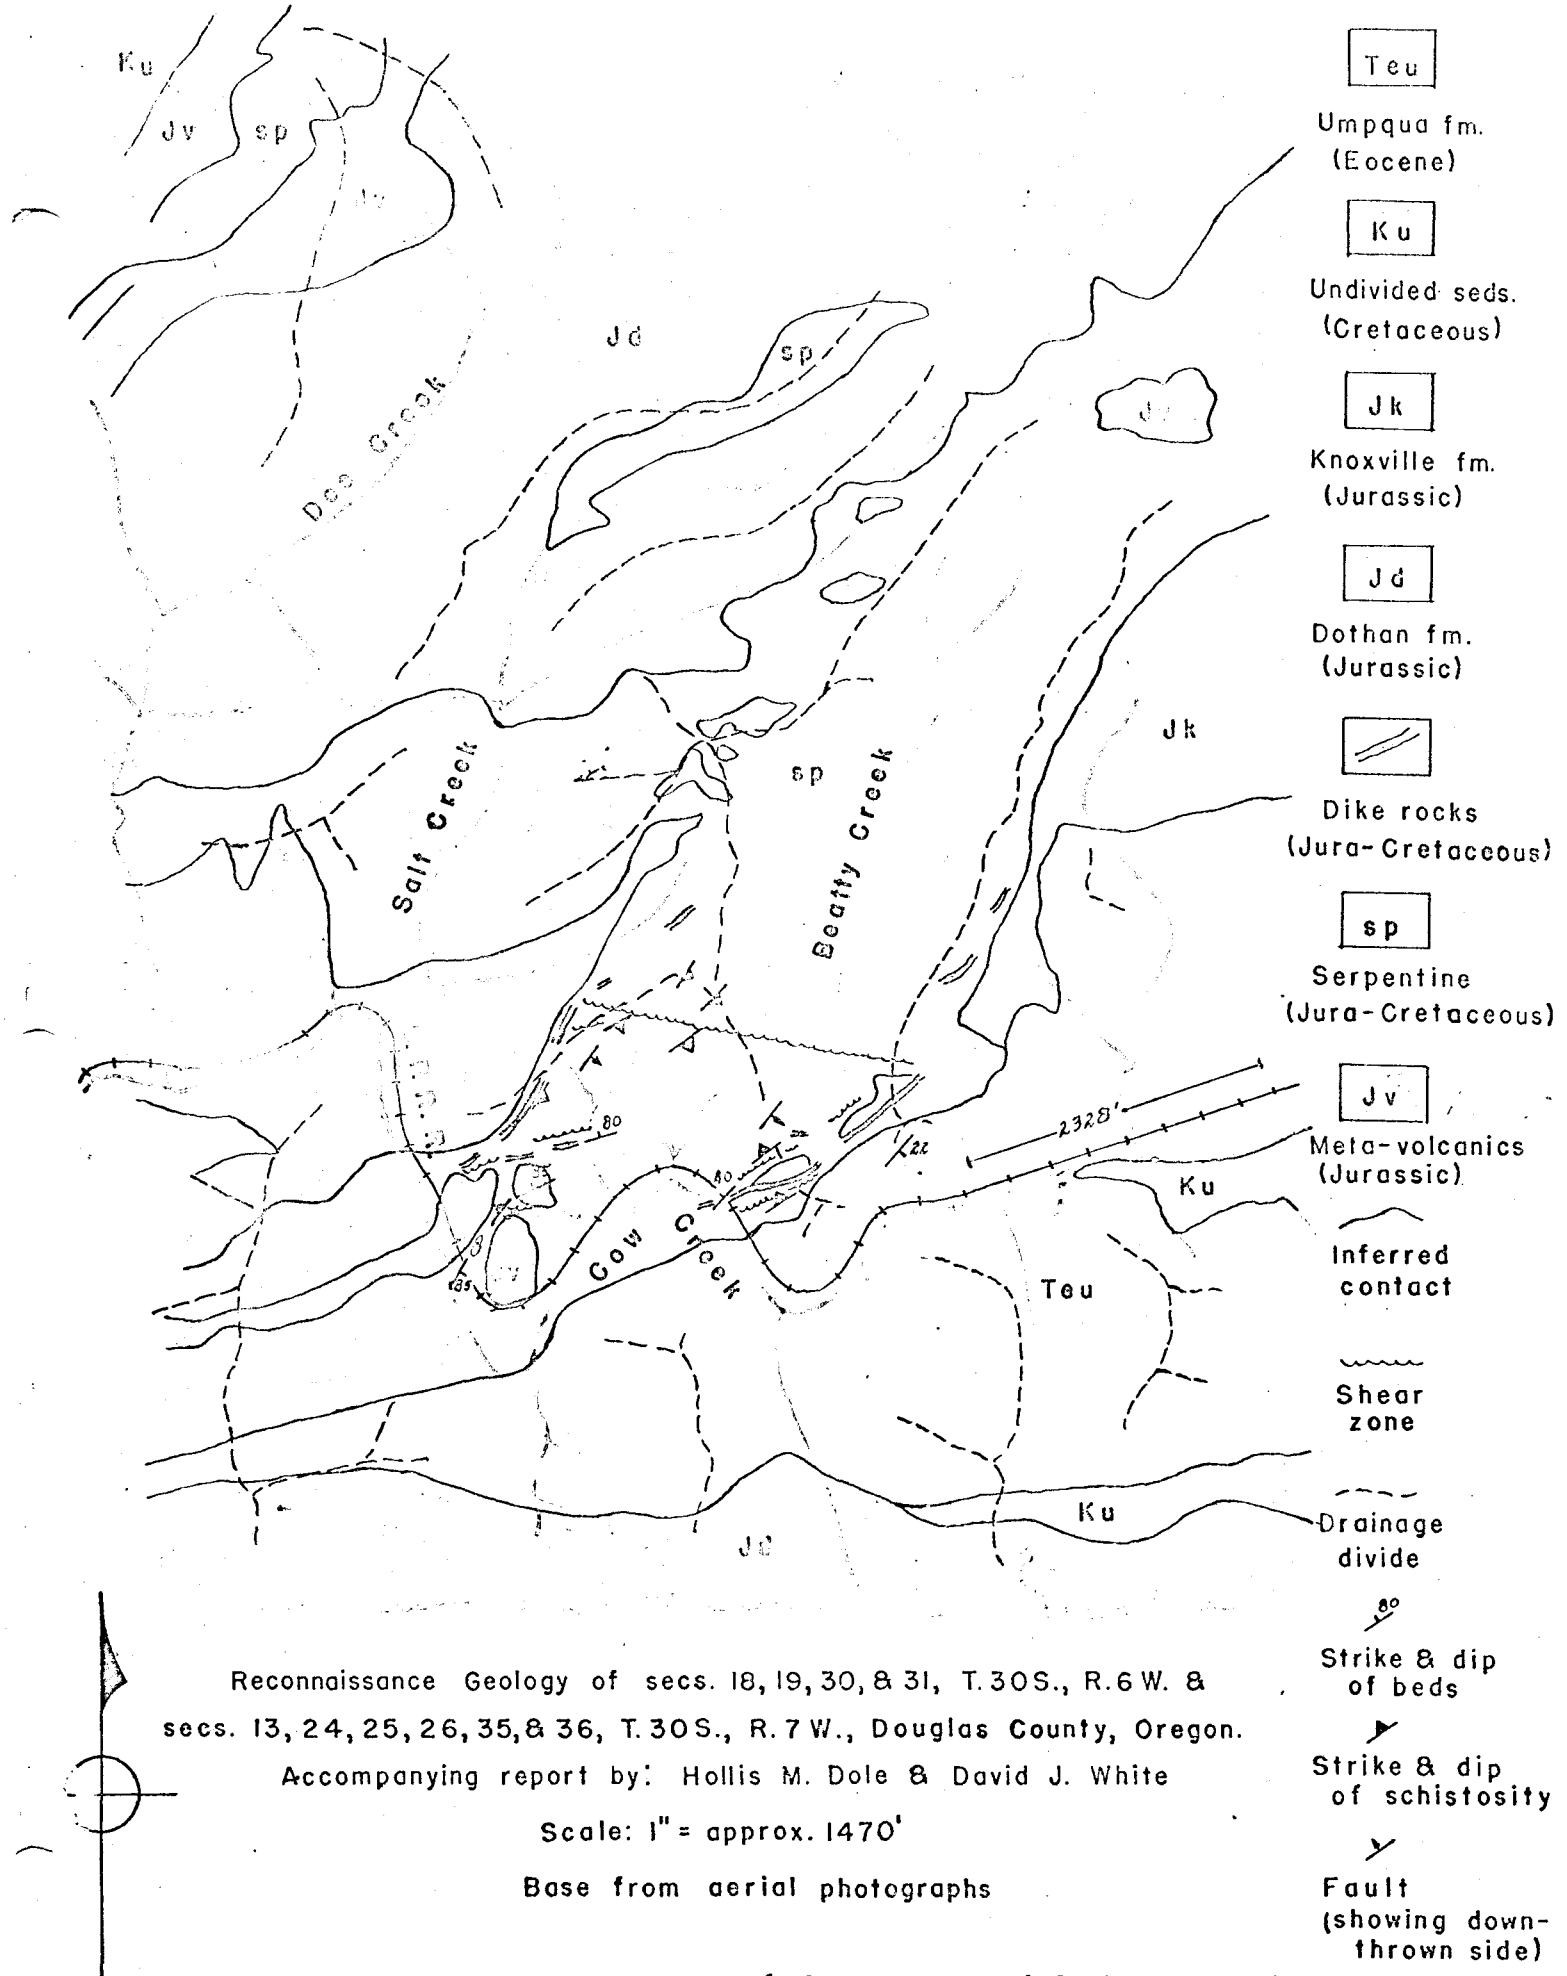 Ku
Jv
sp
Jv
Jd
sp
Doe Creek
Jk
sp
Salt Creek
Beatty Creek
80
2328'
22
80
Ku
85
Cow Creek
Teu
Ku
Jd
Teu
Umpqua fm.
(Eocene)
Ku
Undivided seds.
(Cretaceous)
Jk
Knoxville fm.
(Jurassic)
Jd
Dothan fm.
(Jurassic)
Dike rocks
(Jura-Cretaceous)
sp
Serpentine
(Jura-Cretaceous)
Jv
Meta-volcanics
(Jurassic)
Inferred
contact
Shear
zone
Drainage
divide
80
Strike & dip
of beds
Strike & dip
of schistosity
Fault
(showing down-
thrown side)
Reconnaissance Geology of secs. 18, 19, 30, & 31, T. 30S., R. 6 W. &
secs. 13, 24, 25, 26, 35, & 36, T. 30S., R. 7 W., Douglas County, Oregon.
Accompanying report by: Hollis M. Dole & David J. White
Scale: 1" = approx. 1470'
Base from aerial photographs